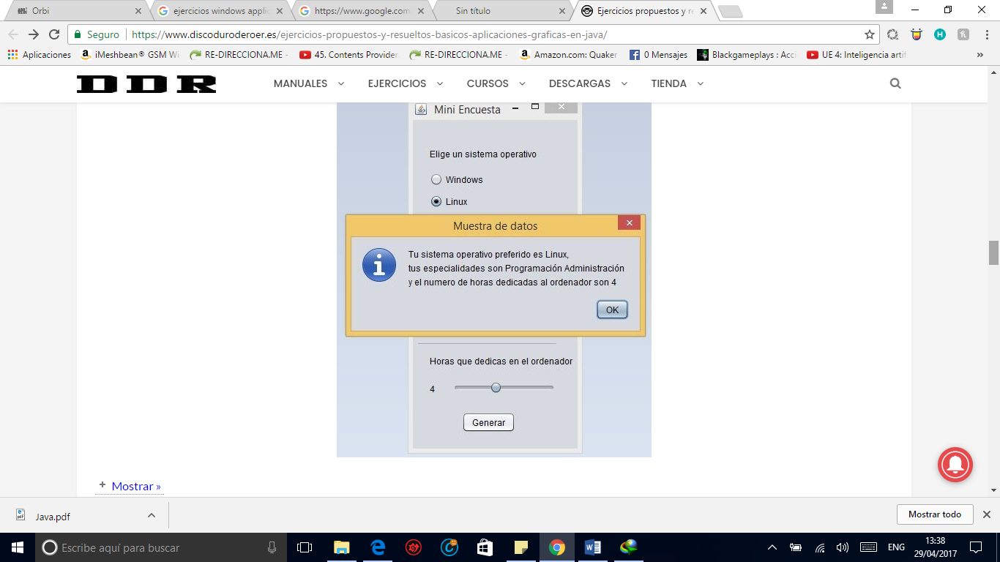 Orbi
ejercicios windows applic
https://www.google.com
Sin título
Ejercicios propuestos y re
Seguro
https://www.discoduroderoer.es/ejercicios-propuestos-y-resueltos-basicos-aplicaciones-graficas-en-java/
Aplicaciones
iMeshbean® GSM Wi
RE-DIRECCIONA.ME -
45. Contents Provider.
RE-DIRECCIONA.ME -
Amazon.com: Quaker
0 Mensajes
Blackgameplays : Acc
UE 4: Inteligencia artif
»
DDR
MANUALES
EJERCICIOS
CURSOS
DESCARGAS
TIENDA
Mini Encuesta
Elige un sistema operativo
Windows
Linux
Muestra de datos
Tu sistema operativo preferido es Linux,
tus especialidades son Programación Administración
y el numero de horas dedicadas al ordenador son 4
OK
Horas que dedicas en el ordenador
4
Generar
+ Mostrar »
Java.pdf
Mostrar todo
Escribe aquí para buscar
ENG
13:38
29/04/2017